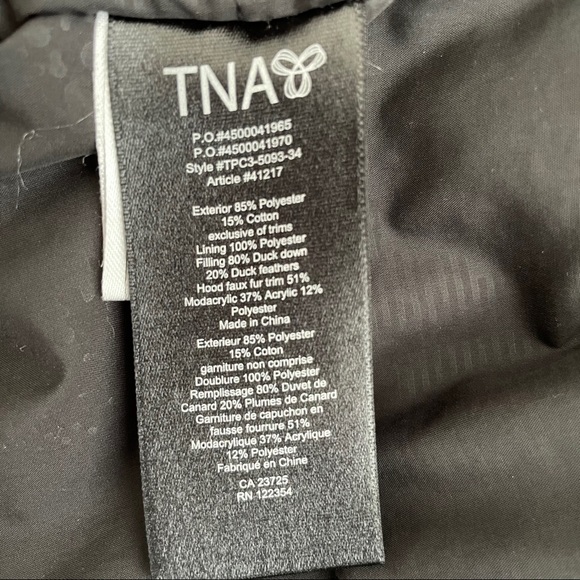 TNA
P.O.#4500041965
P.O.#4500041970
Style #TPC3-5093-34
Article #41217
Exterior 85% Polyester
15% Cotton
exclusive of trims
Lining 100% Polyester
Filling 80% Duck down
20% Duck feathers
Hood faux fur trim 51%
Modacrylic 37% Acrylic 12%
Polyester
Made in China
Exterieur 85% Polyester
15% Coton
garniture non comprise
Doublure 100% Polyester
Remplissage 80% Duvet de
Canard 20% Plumes de Canard
Garniture de capuchon en
fausse fourrure 51%
Modacrylique 37% Acrylique
12% Polyester
Fabriqué en Chine
CA 23725
RN 122354